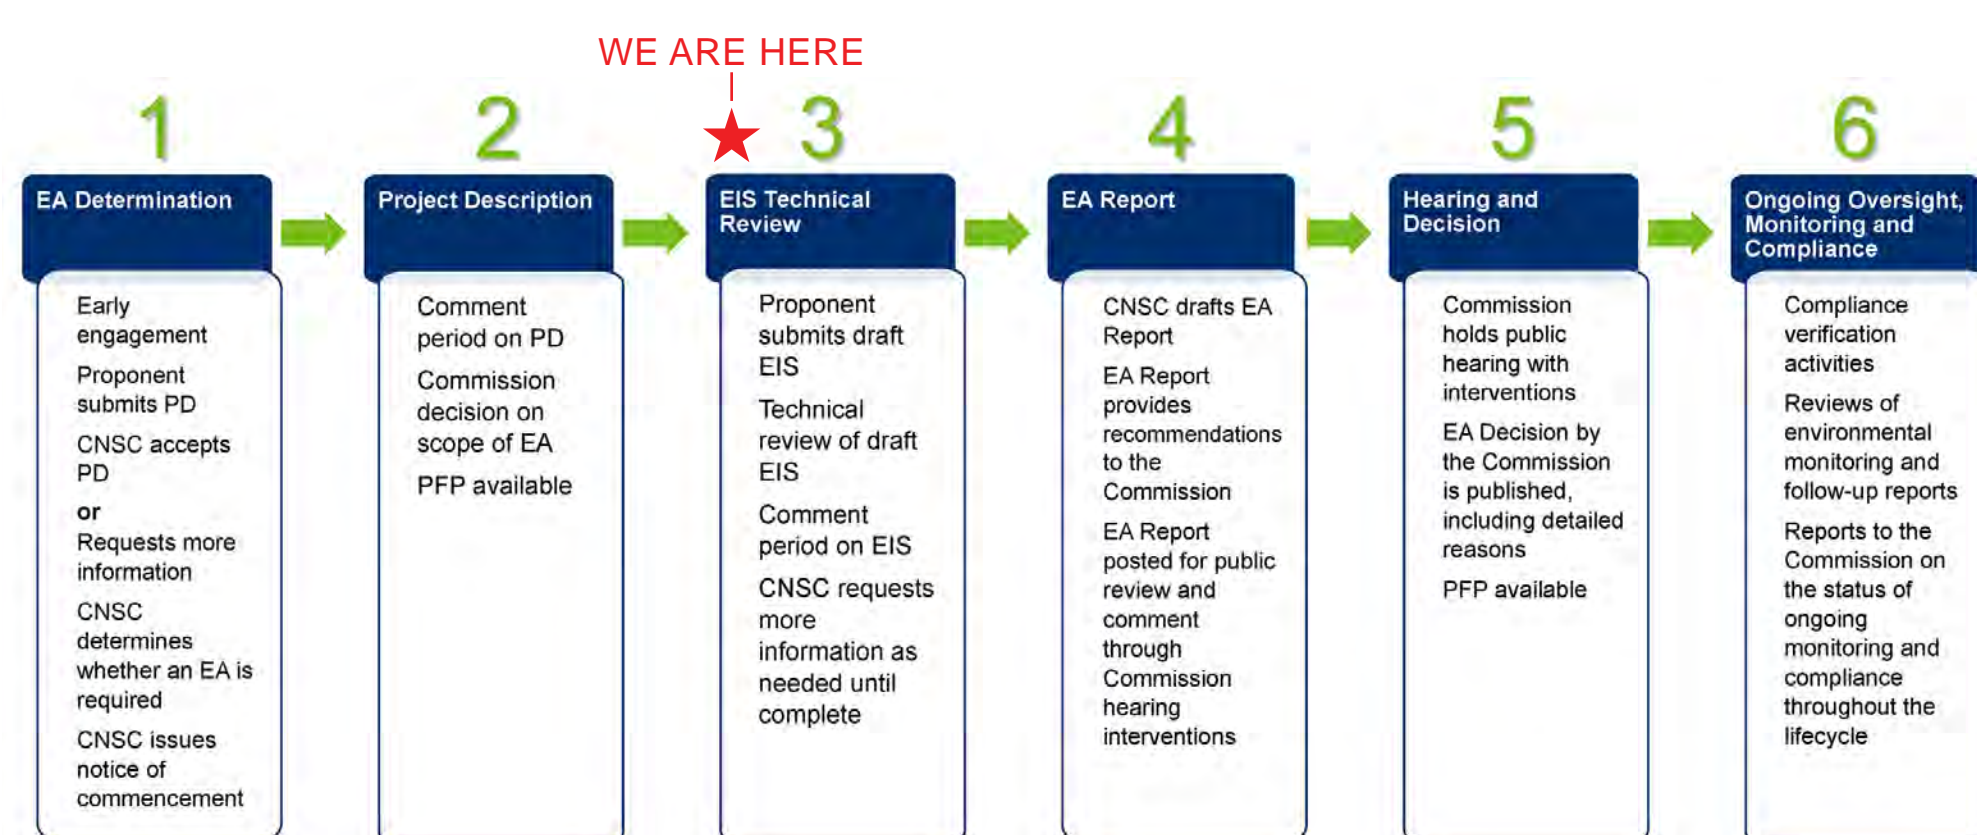 WE ARE HERE
1
EA Determination
Early
engagement
Proponent
submits PD
CNSC accepts
PD
or
Requests more
information
CNSC
determines
whether an EA is
required
CNSC issues
notice of
commencement
2
Project Description
Comment
period on PD
Commission
decision on
scope of EA
PFP available
3
EIS Technical
Review
Proponent
submits draft
EIS
Technical
review of draft
EIS
Comment
period on EIS
CNSC requests
more
information as
needed until
complete
4
EA Report
CNSC drafts EA
Report
EA Report
provides
recommendations
to the
Commission
EA Report
posted for public
review and
comment
through
Commission
hearing
interventions
5
Hearing and
Decision
Commission
holds public
hearing with
interventions
EA Decision by
the Commission
is published,
including detailed
reasons
PFP available
6
Ongoing Oversight,
Monitoring and
Compliance
Compliance
verification
activities
Reviews of
environmental
monitoring and
follow-up reports
Reports to the
Commission on
the status of
ongoing
monitoring and
compliance
throughout the
lifecycle